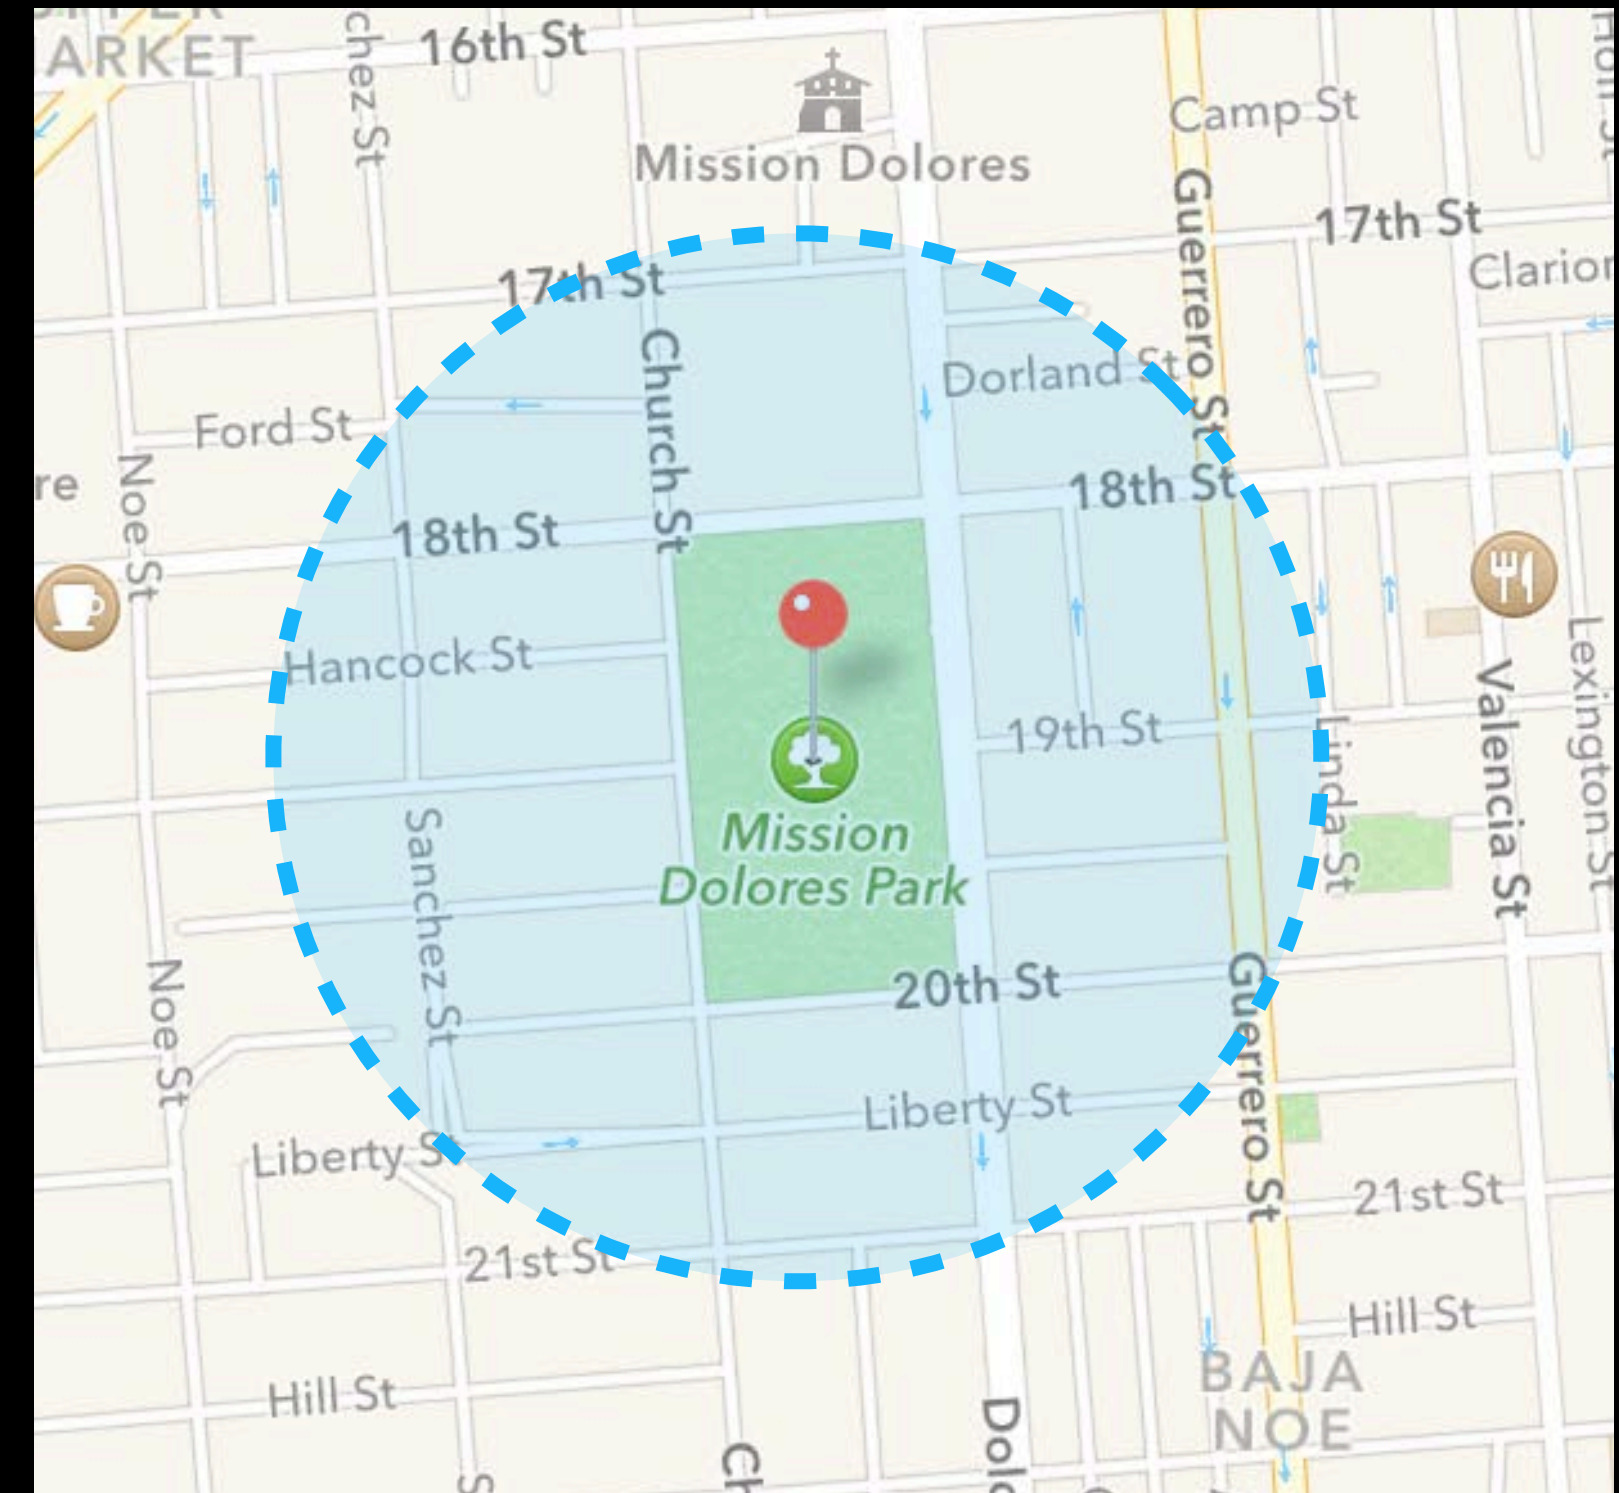 ARKET
chez St
16th St
Mission Dolores
Camp St
Guerrero St
17th St
Clarion
17th St
Church St
Dorland St
Ford St
re
Noe St
18th St
18th St
Hancock St
19th St
Linda St
Valencia St
Lexington St
Mission
Dolores Park
Sanchez St
Noe St
20th St
Guerrero St
Liberty St
Liberty St
21st St
21st St
Hill St
Hill St
BAJA
NOE
Ch
Dolo
S